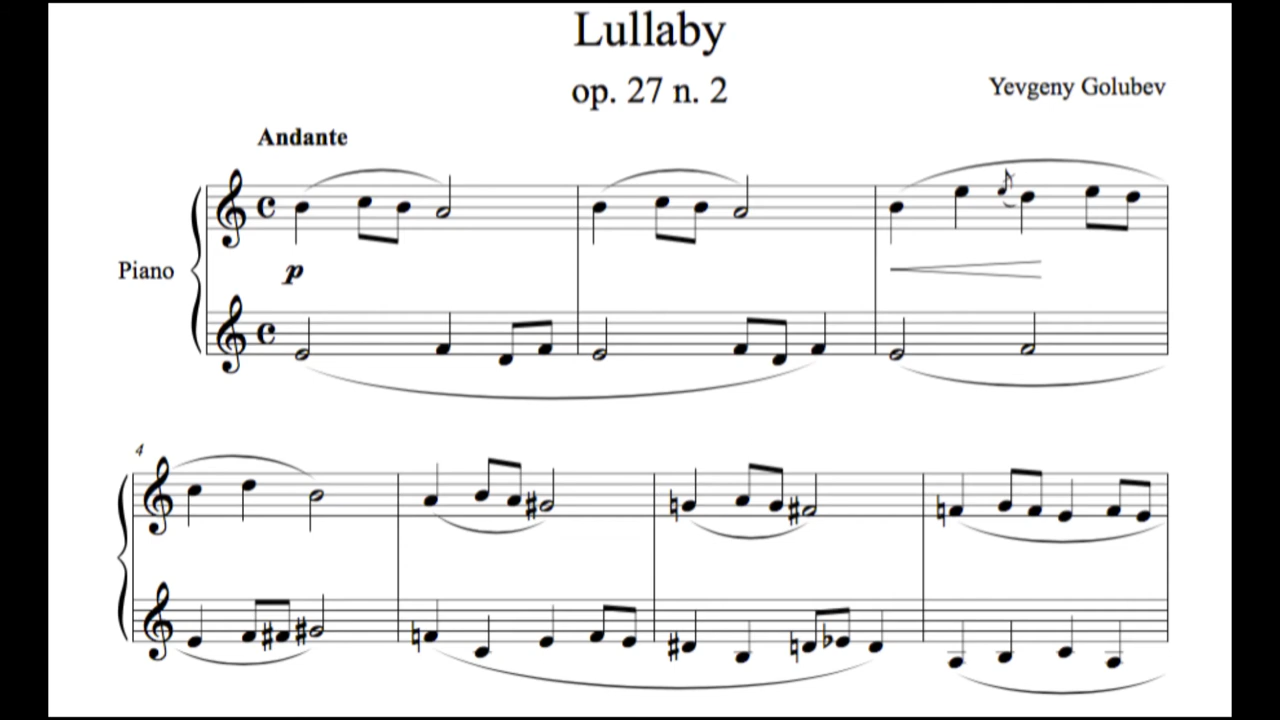 Lullaby
op. 27 n. 2
Yevgeny Golubev
Andante
Piano
p
4